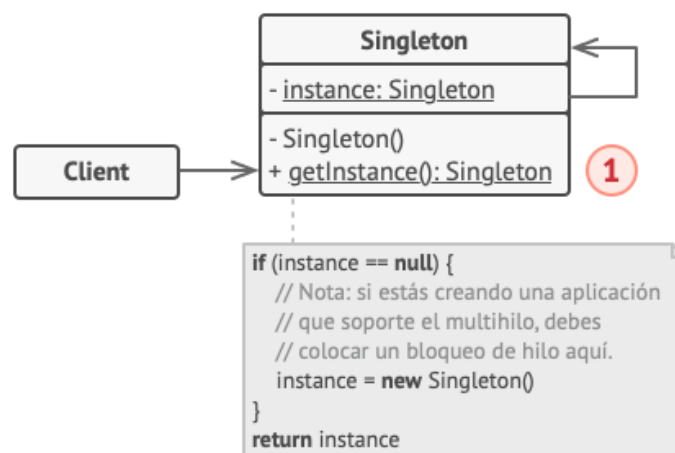 Singleton
- instance: Singleton
- Singleton()
+ getInstance(): Singleton
Client
1
if (instance == null) {
// Nota: si estás creando una aplicación
// que soporte el multihilo, debes
// colocar un bloqueo de hilo aquí.
instance = new Singleton()
}
return instance